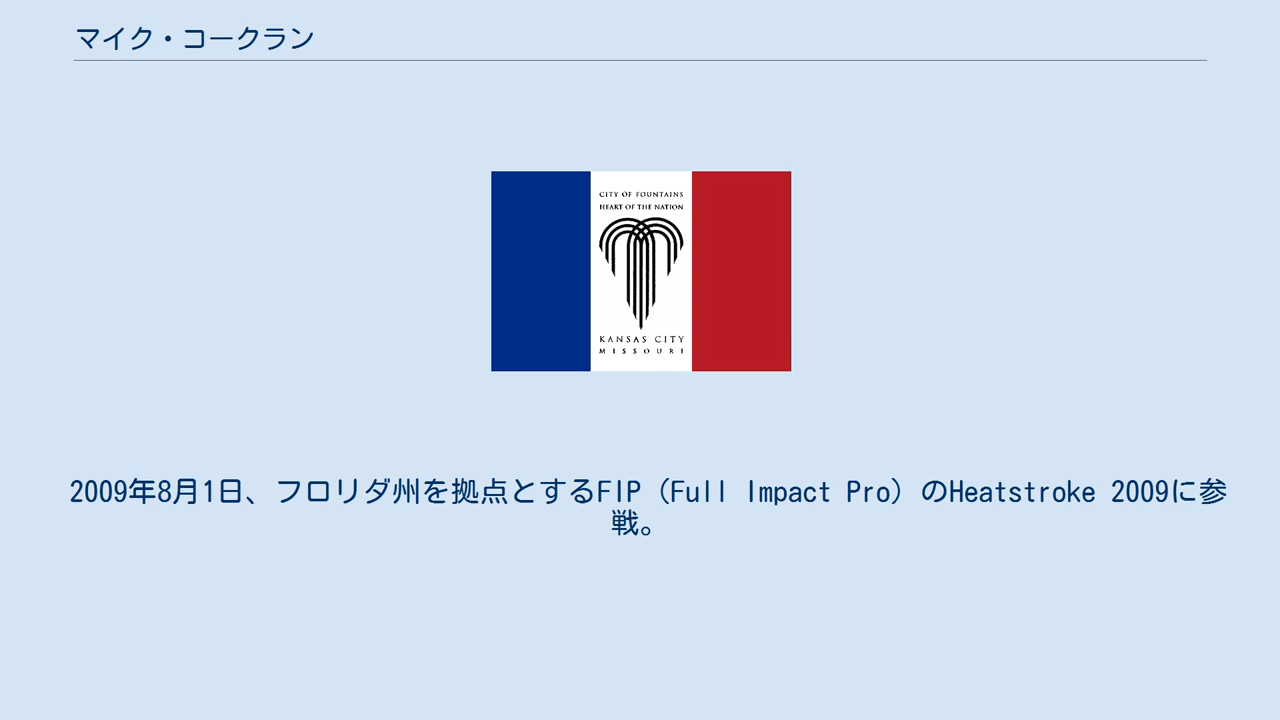 マイク・コークラン
CITY OF FOUNTAINS
HEART OF THE NATION
KANSAS CITY
MISSOURI
2009年8月1日、フロリダ州を拠点とするFIP（Full Impact Pro）のHeatstroke 2009に参
戦。